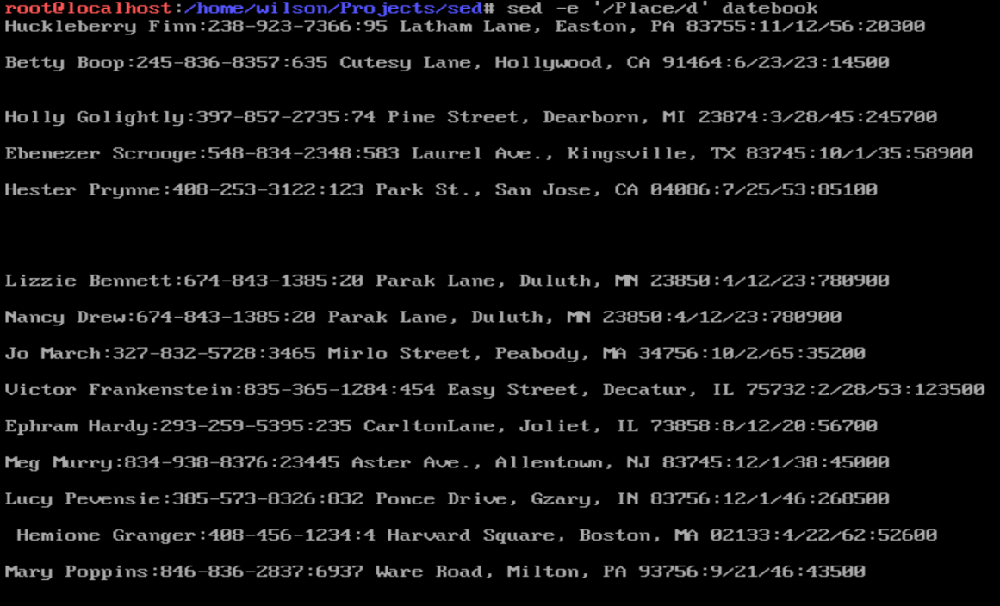 root@localhost:/home/wilson/Projects/sed# sed -e '/Place/d' datebook
Huckleberry Finn:238-923-7366:95 Latham Lane, Easton, PA 83755:11/12/56:20300
Betty Boop:245-836-8357:635 Cutesy Lane, Hollywood, CA 91464:6/23/23:14500
Holly Golightly:397-857-2735:74 Pine Street, Dearborn, MI 23874:3/28/45:245700
Ebenezer Scrooge:548-834-2348:583 Laurel Ave., Kingsville, TX 83745:10/1/35:58900
Hester Prynne:408-253-3122:123 Park St., San Jose, CA 04086:7/25/53:85100
Lizzie Bennett:674-843-1385:20 Parak Lane, Duluth, MN 23850:4/12/23:780900
Nancy Drew:674-843-1385:20 Parak Lane, Duluth, MN 23850:4/12/23:780900
Jo March:327-832-5728:3465 Mirlo Street, Peabody, MA 34756:10/2/65:35200
Victor Frankenstein:835-365-1284:454 Easy Street, Decatur, IL 75732:2/28/53:123500
Ephram Hardy:293-259-5395:235 CarltonLane, Joliet, IL 73858:8/12/20:56700
Meg Murry:834-938-8376:23445 Aster Ave., Allentown, NJ 83745:12/1/38:45000
Lucy Pevensie:385-573-8326:832 Ponce Drive, Gzary, IN 83756:12/1/46:268500
Hemione Granger:408-456-1234:4 Harvard Square, Boston, MA 02133:4/22/62:52600
Mary Poppins:846-836-2837:6937 Ware Road, Milton, PA 93756:9/21/46:43500